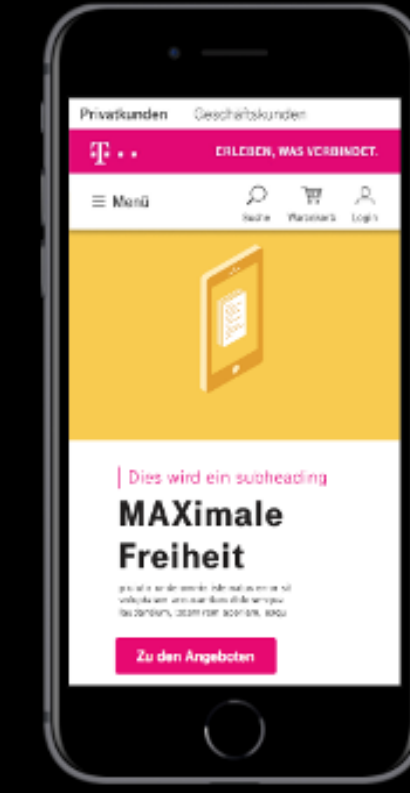 Privatkunden Geschäftskunden
T
ERLEBEN, WAS VERBINDET.
Menü
Suche Warenkorb Login
Dies wird ein subheading
MAXimale
Freiheit
Zu den Angeboten